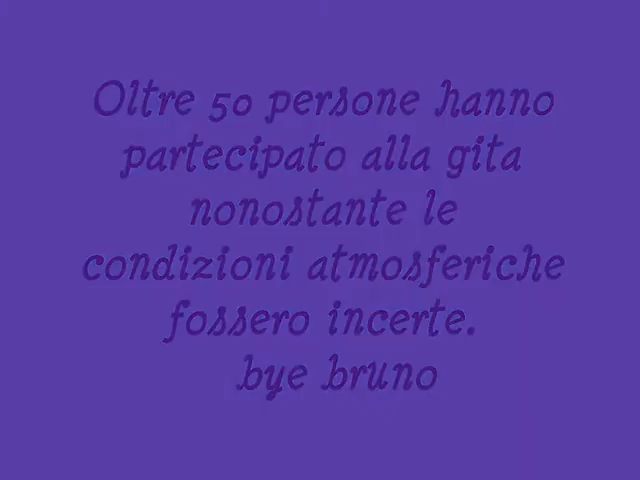 Oltre 50 persone hanno
partecipato alla gita
nonostante le
condizioni atmosferiche
fossero incerte.
bye bruno